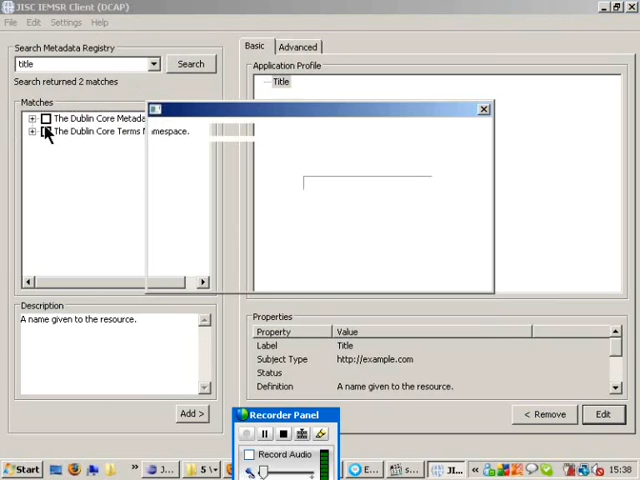 JISC IEMSR Client (DCAP)
File Edit Settings Help
Search Metadata Registry
title
Search
Search returned 2 matches
Matches
The Dublin Core Metada
The Dublin Core Terms
amespace.
Description
A name given to the resource.
Add >
Basic Advanced
Application Profile
Title
Properties
Property Value
Label Title
Subject Type http://example.com
Status
Definition A name given to the resource.
< Remove Edit
Recorder Panel
Record Audio
Start
»
J...
5
E...
s...
JI...
«
15:38